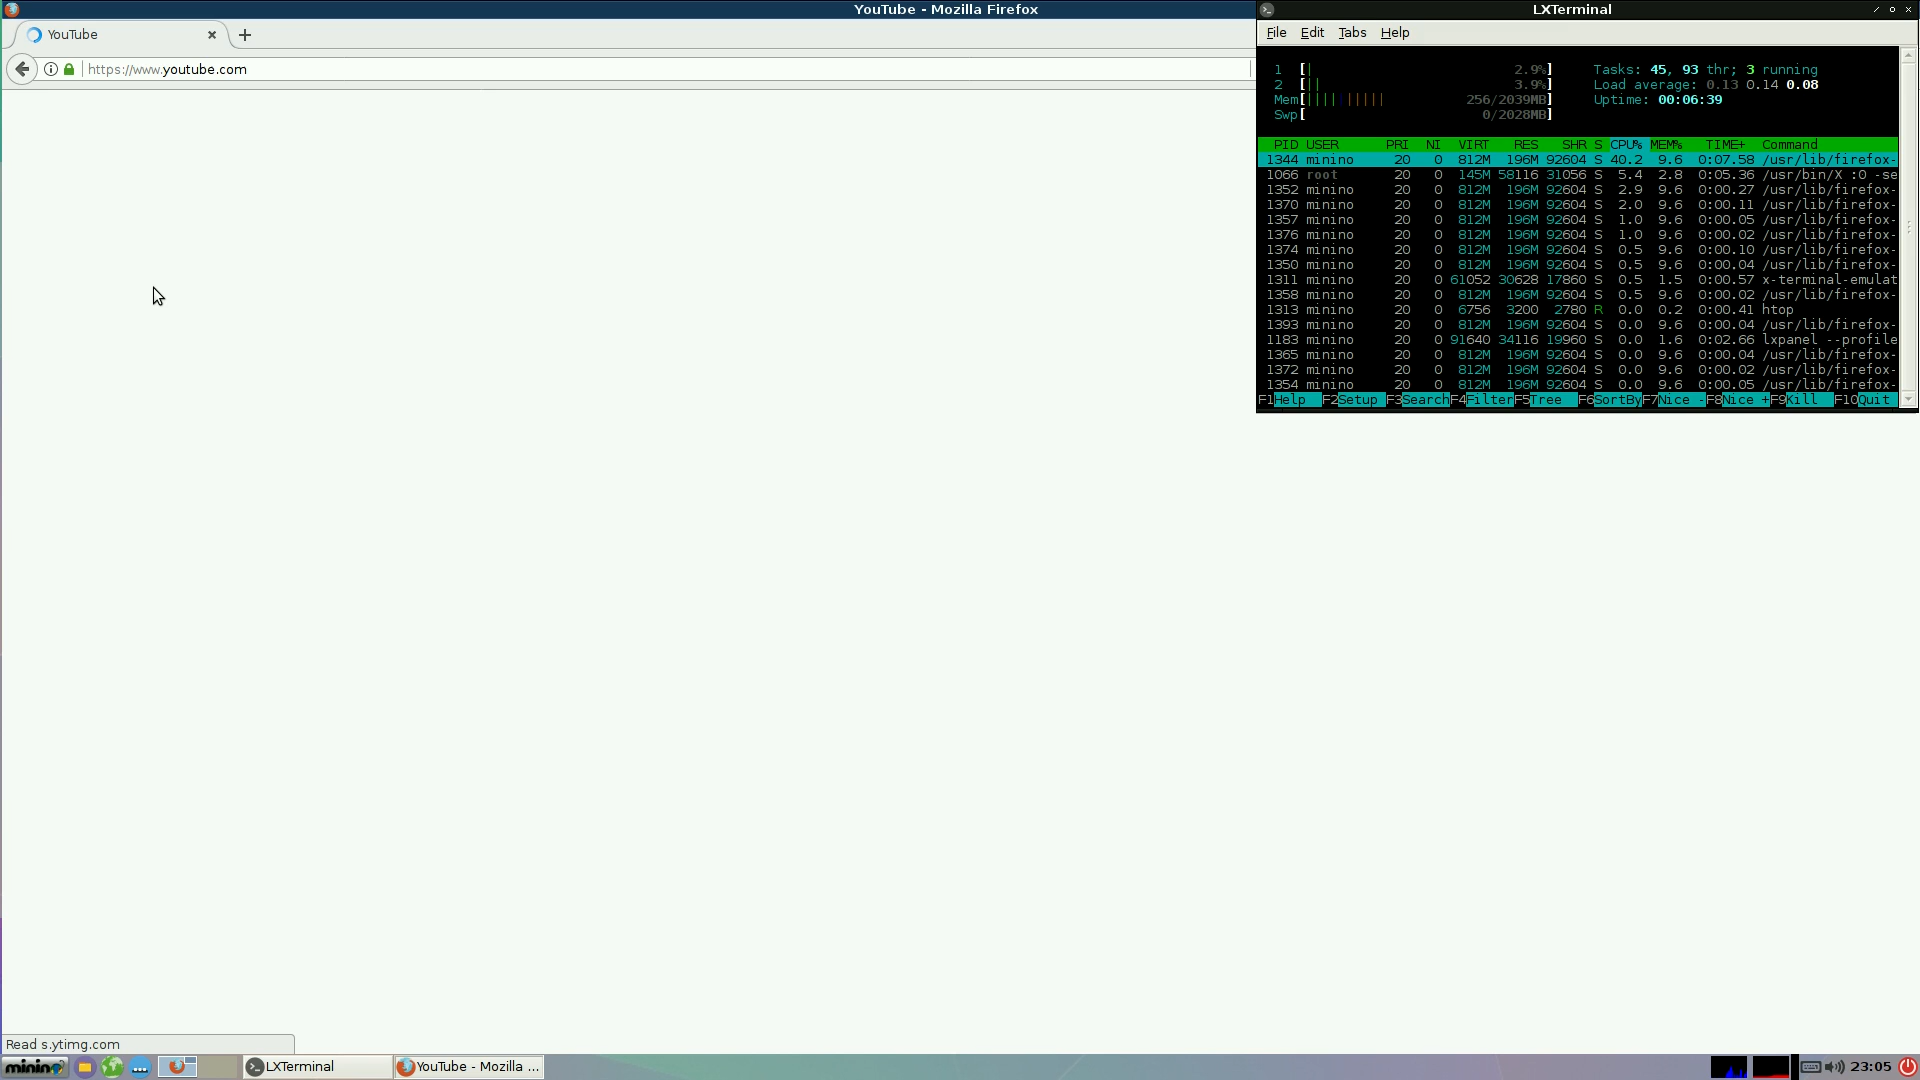 YouTube - Mozilla Firefox
YouTube
https://www.youtube.com
LXTerminal
File Edit Tabs Help
1 [| 2.9%] Tasks: 45, 93 thr; 3 running
2 [|| 3.9%] Load average: 0.13 0.14 0.08
Mem[|||||||||| 256/2039MB] Uptime: 00:06:39
Swp[ 0/2028MB]
PID USER PRI NI VIRT RES SHR S CPU% MEM% TIME+ Command
1344 minino 20 0 812M 196M 92604 S 40.2 9.6 0:07.58 /usr/lib/firefox-
1066 root 20 0 145M 58116 31056 S 5.4 2.8 0:05.36 /usr/bin/X :0 -se
1352 minino 20 0 812M 196M 92604 S 2.9 9.6 0:00.27 /usr/lib/firefox-
1370 minino 20 0 812M 196M 92604 S 2.0 9.6 0:00.11 /usr/lib/firefox-
1357 minino 20 0 812M 196M 92604 S 1.0 9.6 0:00.05 /usr/lib/firefox-
1376 minino 20 0 812M 196M 92604 S 1.0 9.6 0:00.02 /usr/lib/firefox-
1374 minino 20 0 812M 196M 92604 S 0.5 9.6 0:00.10 /usr/lib/firefox-
1350 minino 20 0 812M 196M 92604 S 0.5 9.6 0:00.04 /usr/lib/firefox-
1311 minino 20 0 61052 30628 17860 S 0.5 1.5 0:00.57 x-terminal-emulat
1358 minino 20 0 812M 196M 92604 S 0.5 9.6 0:00.02 /usr/lib/firefox-
1313 minino 20 0 6756 3200 2780 R 0.0 0.2 0:00.41 htop
1393 minino 20 0 812M 196M 92604 S 0.0 9.6 0:00.04 /usr/lib/firefox-
1183 minino 20 0 91640 34116 19960 S 0.0 1.6 0:02.66 lxpanel --profile
1365 minino 20 0 812M 196M 92604 S 0.0 9.6 0:00.04 /usr/lib/firefox-
1372 minino 20 0 812M 196M 92604 S 0.0 9.6 0:00.02 /usr/lib/firefox-
1354 minino 20 0 812M 196M 92604 S 0.0 9.6 0:00.05 /usr/lib/firefox-
F1Help F2Setup F3SearchF4FilterF5Tree F6SortByF7Nice -F8Nice +F9Kill F10Quit
Read s.ytimg.com
minino LXTerminal YouTube - Mozilla ... 23:05